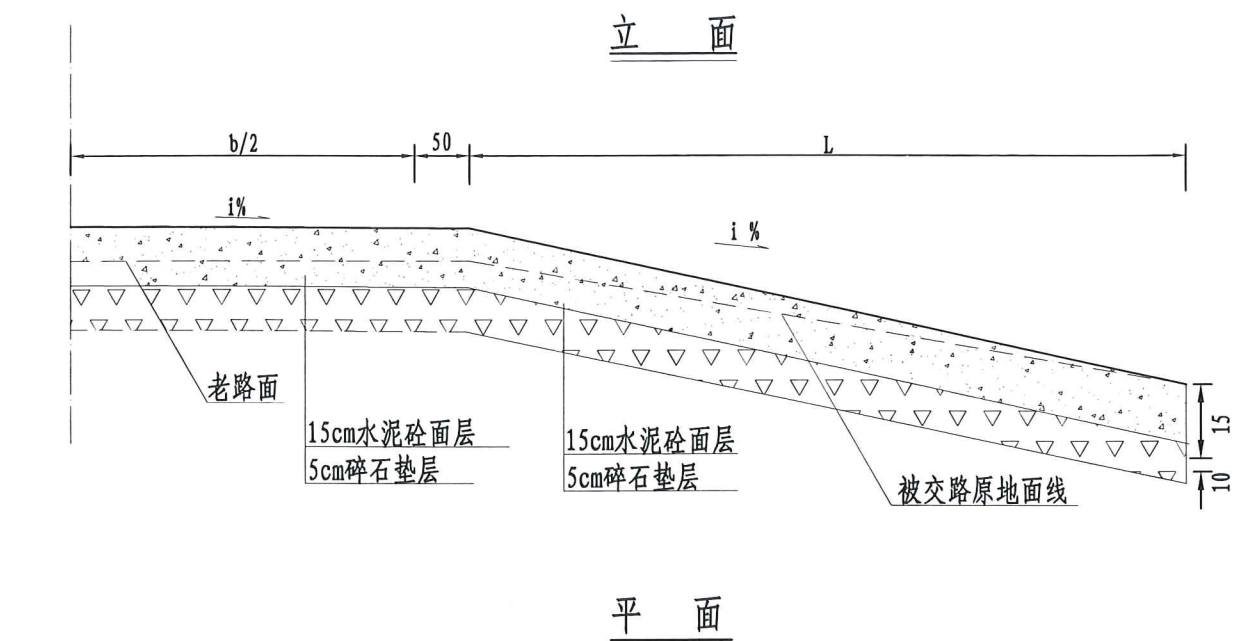 立 面
b/2
50
L
i%
i %
老路面
15cm水泥砼面层
5cm碎石垫层
15cm水泥砼面层
5cm碎石垫层
被交路原地面线
15
10
平 面